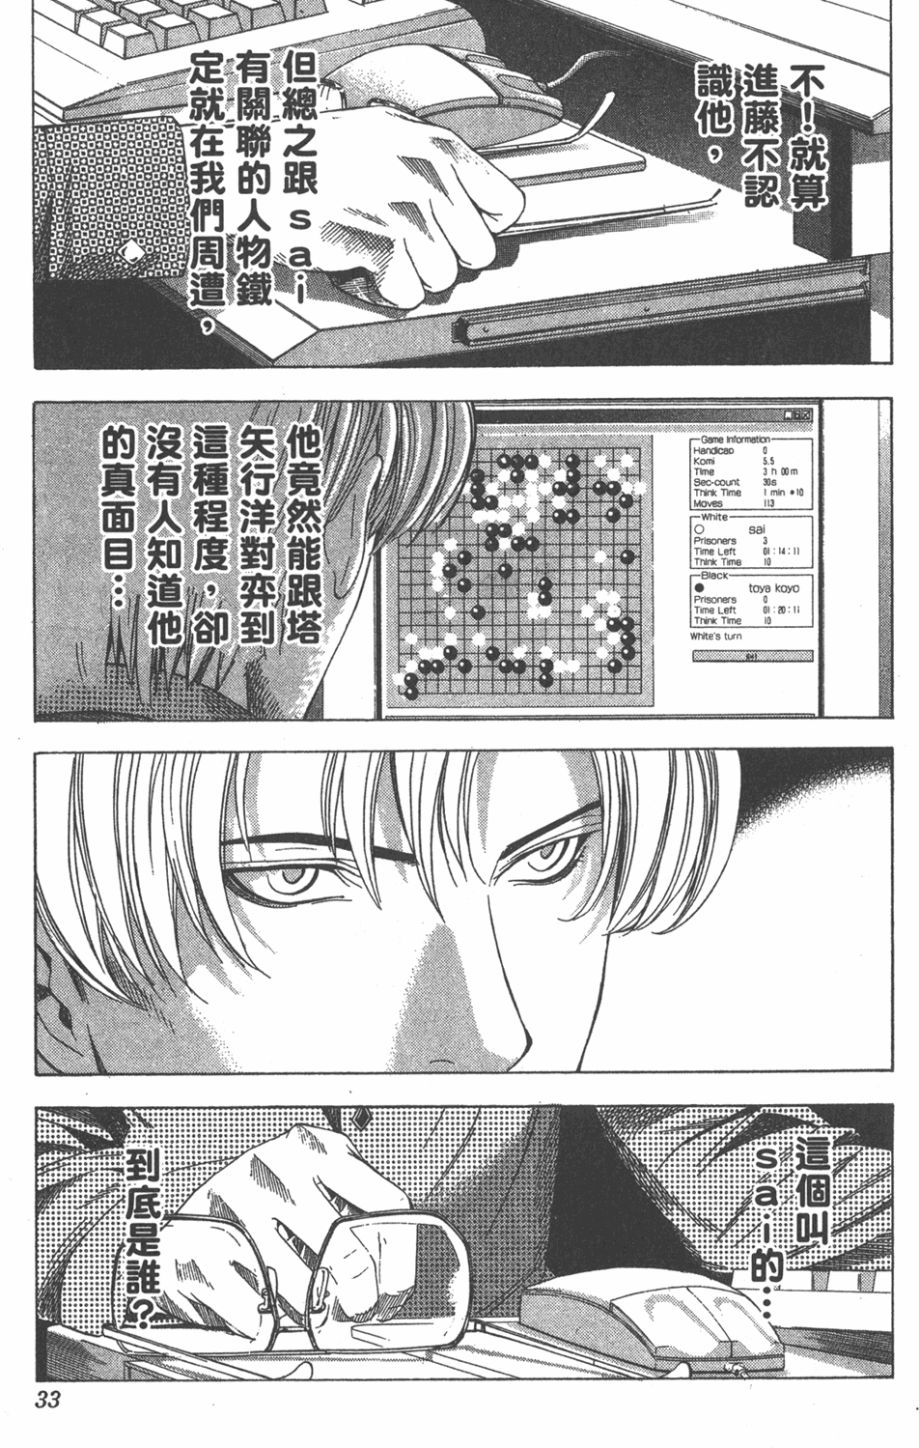 不！就算
進藤不認
識他，
但總之跟sai
有關聯的人物鐵
定就在我們周遭，
他竟然能跟塔
矢行洋對弈到
這種程度，卻
沒有人知道他
的真面目…
Game Information
Handicap 0
Komi 5.5
Time 3 h 00 m
Sec-count 30s
Think Time 1 min *10
Moves 113
White
sai
Prisoners 3
Time Left 01:14:11
Think Time 10
Black
toya koyo
Prisoners 0
Time Left 01:20:11
Think Time 10
White's turn
這個叫
sai的…
到底是誰？
33